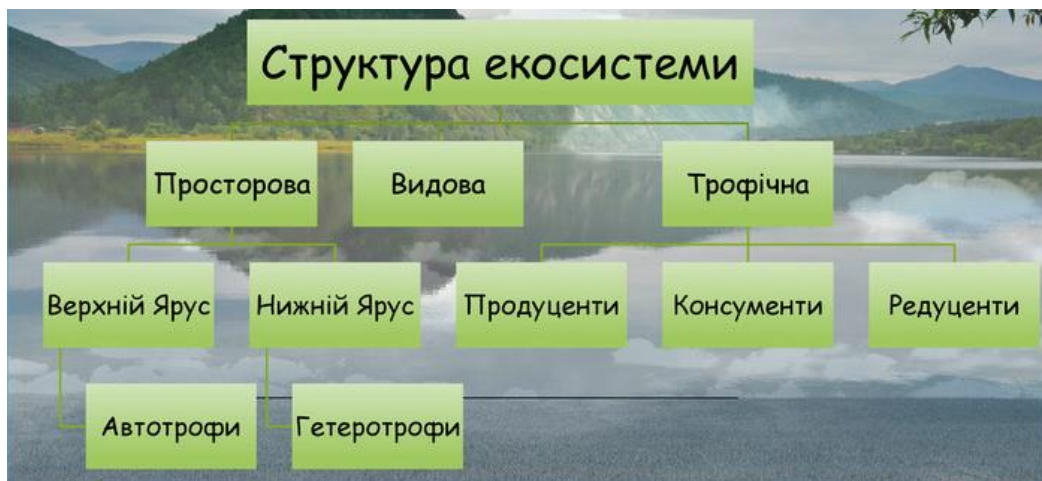 Структура екосистеми
Просторова
Видова
Трофічна
Верхній Ярус
Нижній Ярус
Продуценти
Консументи
Редуценти
Автотрофи
Гетеротрофи